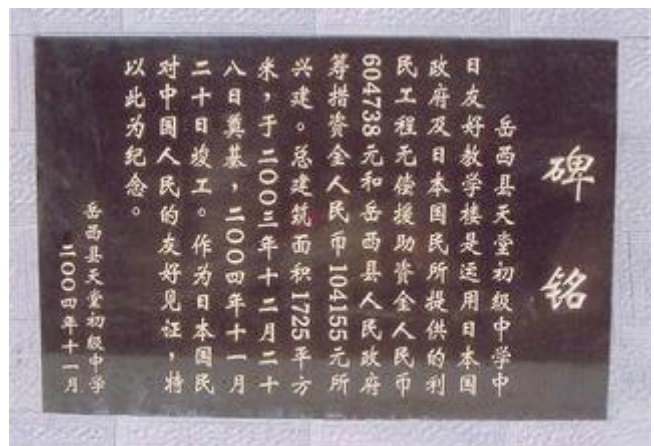 碑铭
岳西县天堂初级中学中
日友好教学楼是运用日本国
政府及日本国民所提供的利
民工程无偿援助资金人民币
604738元和岳西县人民政府
筹措资金人民币104155元所
兴建。总建筑面积1725平方
米，于二〇〇三年十二月二十
八日奠基，二〇〇四年十一月
二十日竣工。作为日本国民
对中国人民的友好见证，特
以此为纪念。
岳西县天堂初级中学
二〇〇四年十一月